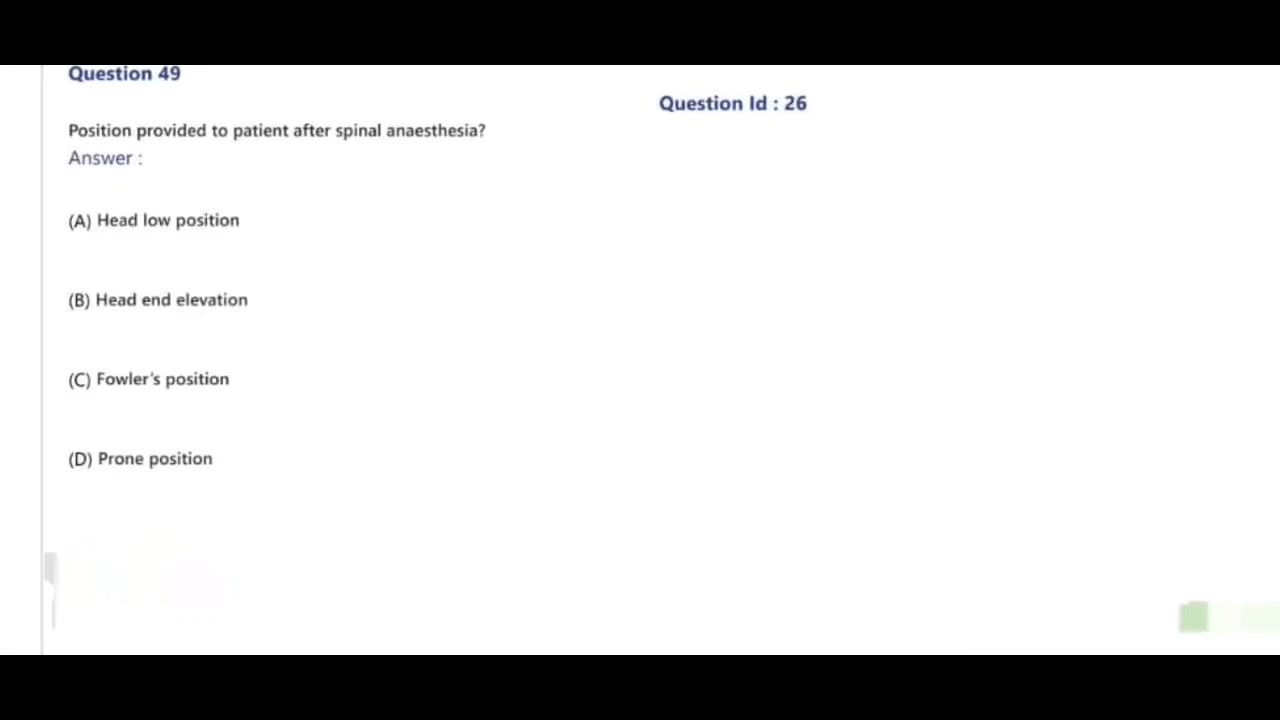 Question 49
Question Id : 26
Position provided to patient after spinal anaesthesia?
Answer :
(A) Head low position
(B) Head end elevation
(C) Fowler's position
(D) Prone position